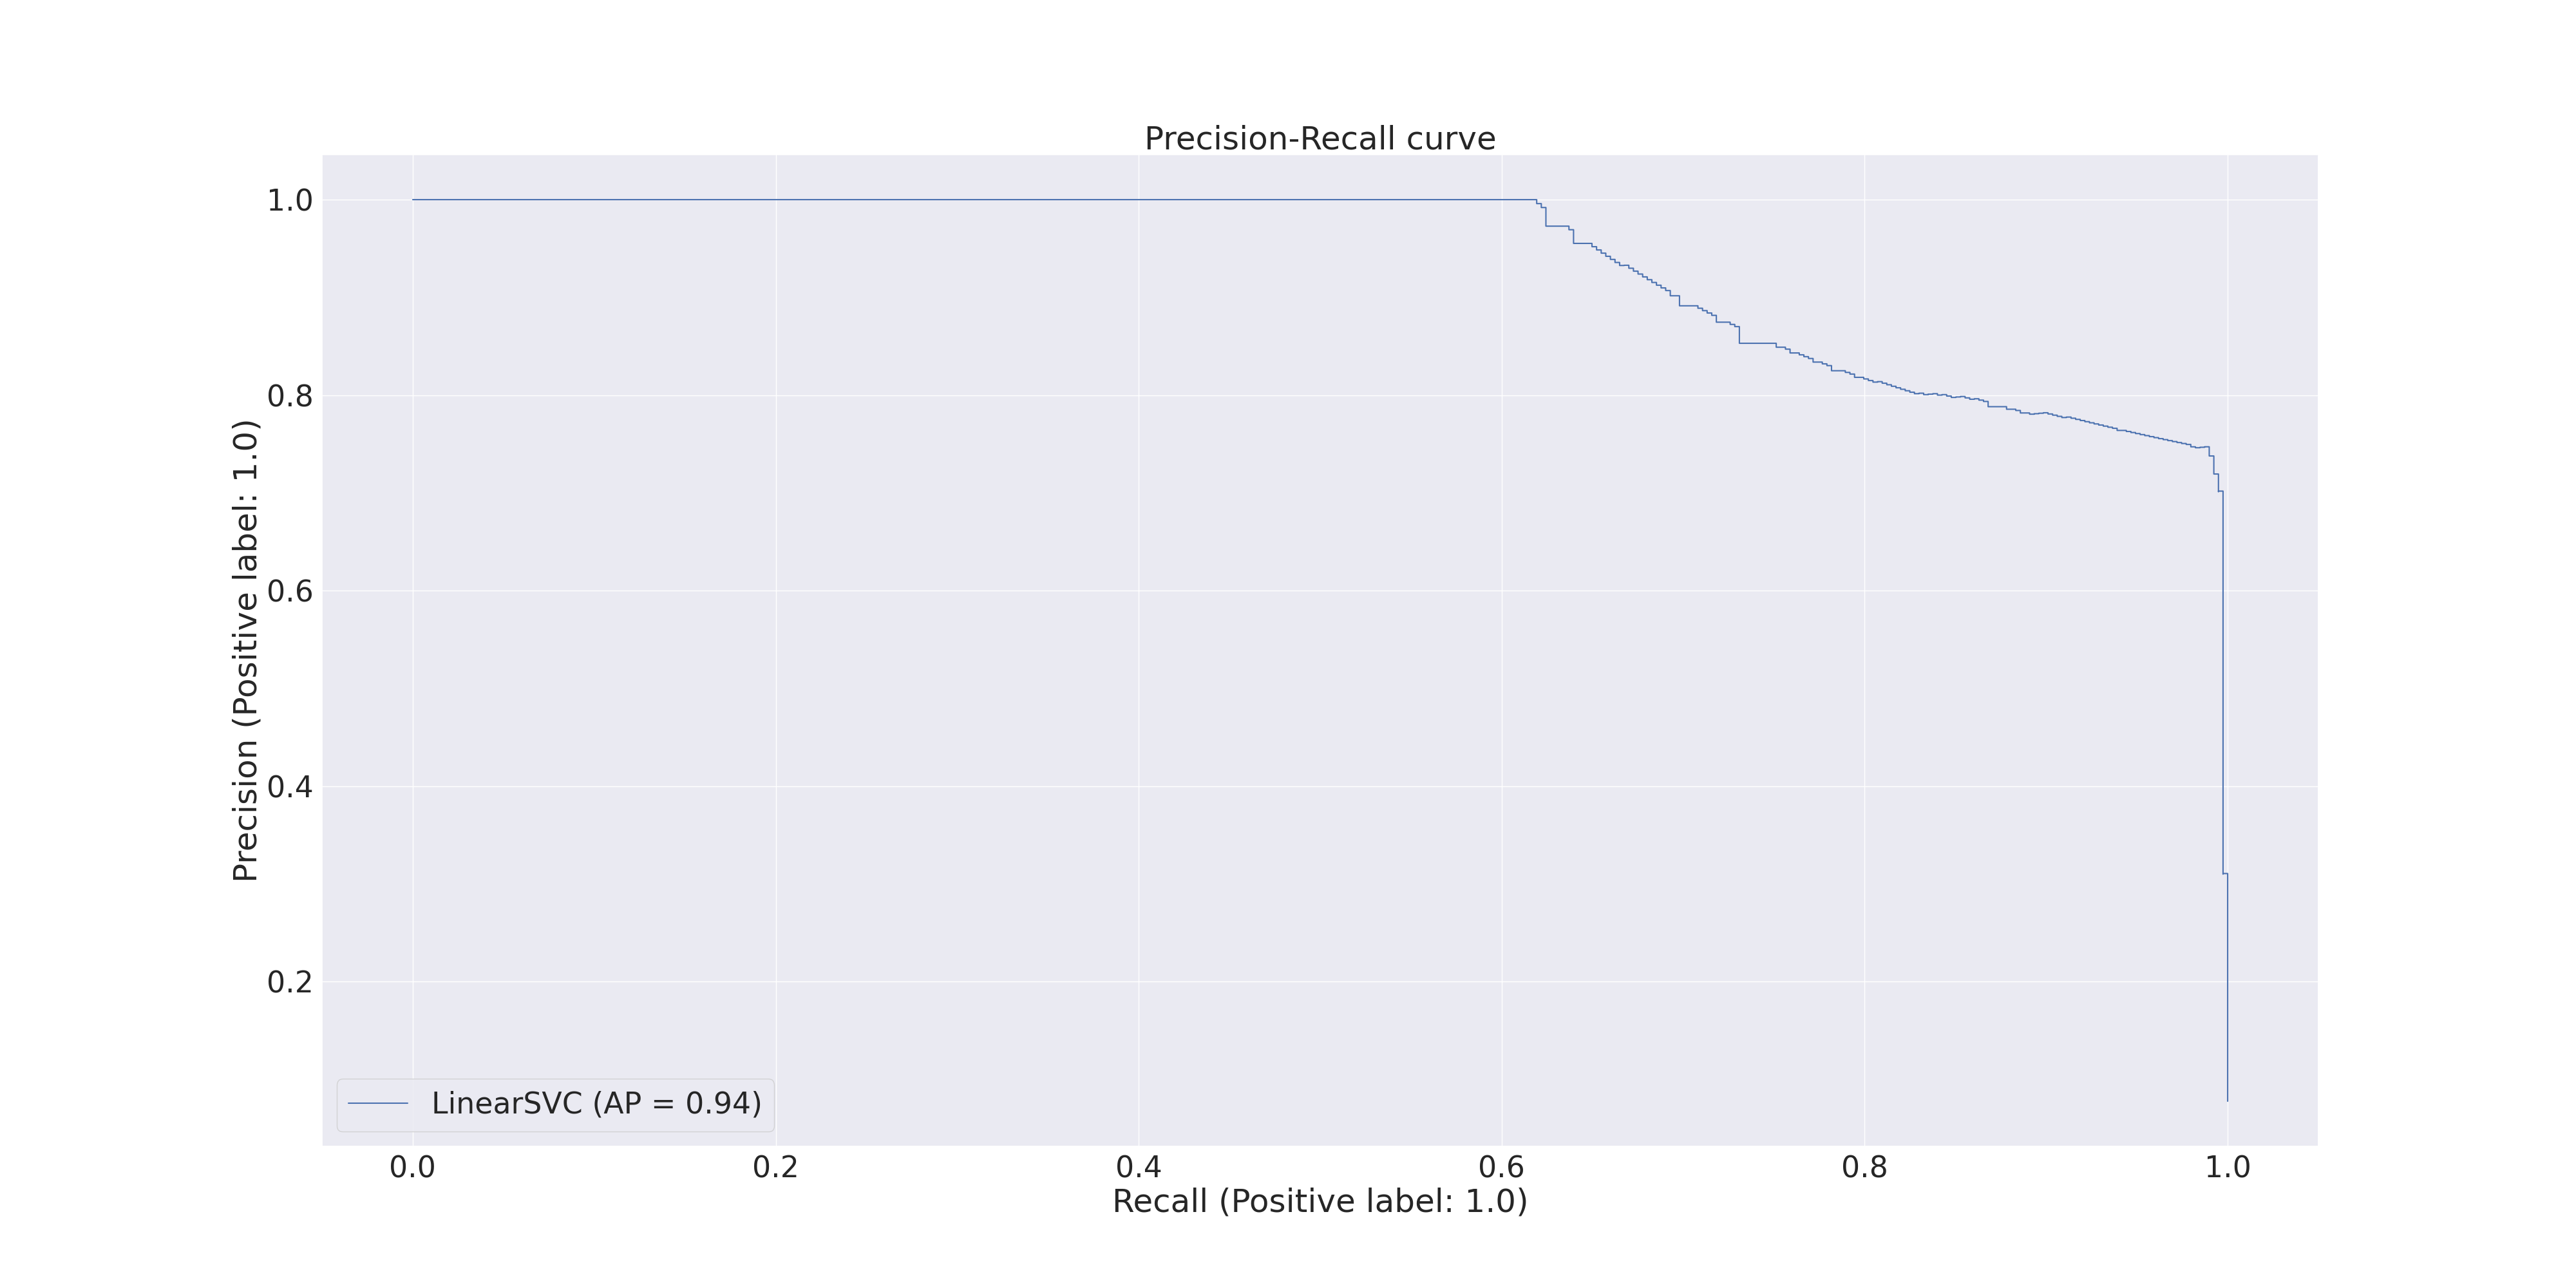 Precision-Recall curve
1.0
0.8
0.6
0.4
0.2
Precision (Positive label: 1.0)
LinearSVC (AP = 0.94)
0.0 0.2 0.4 0.6 0.8 1.0
Recall (Positive label: 1.0)